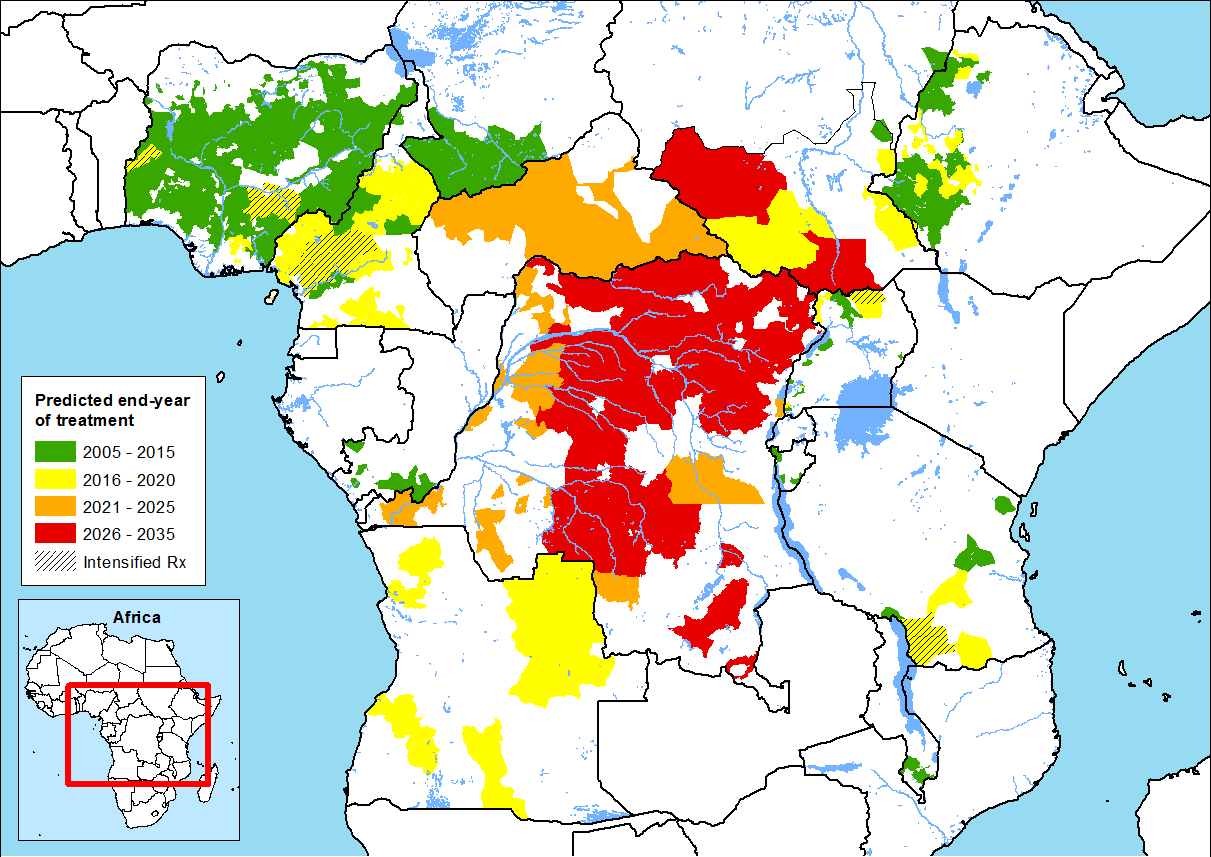 Predicted end-year
of treatment
2005 - 2015
2016 - 2020
2021 - 2025
2026 - 2035
Intensified Rx
Africa